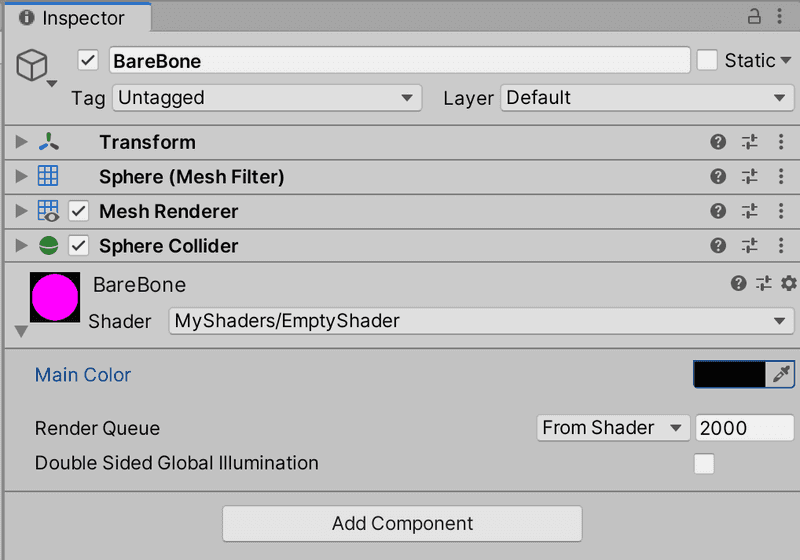 Inspector
BareBone Static
Tag Untagged Layer Default
Transform
Sphere (Mesh Filter)
Mesh Renderer
Sphere Collider
BareBone
Shader MyShaders/EmptyShader
Main Color
Render Queue From Shader 2000
Double Sided Global Illumination
Add Component